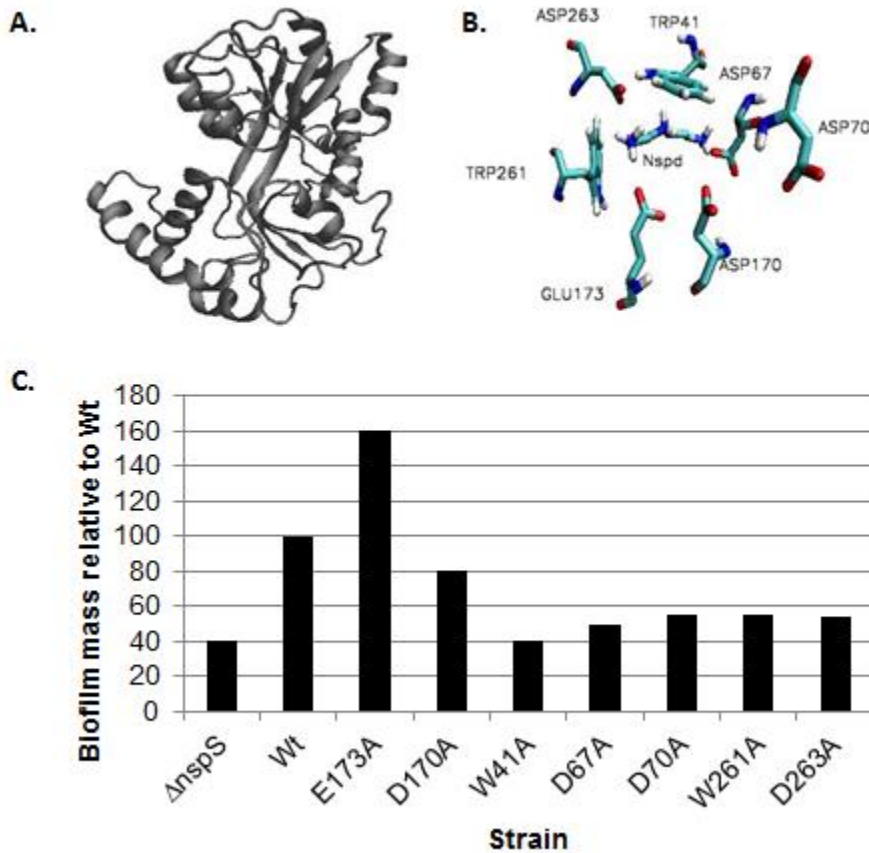 A.
B.
ASP263
TRP41
ASP67
ASP70
TRP261
Nspd
ASP170
GLU173
C.
Biofilm mass relative to Wt
180
160
140
120
100
80
60
40
20
0
ΔnspS
Wt
E173A
D170A
W41A
D67A
D70A
W261A
D263A
Strain